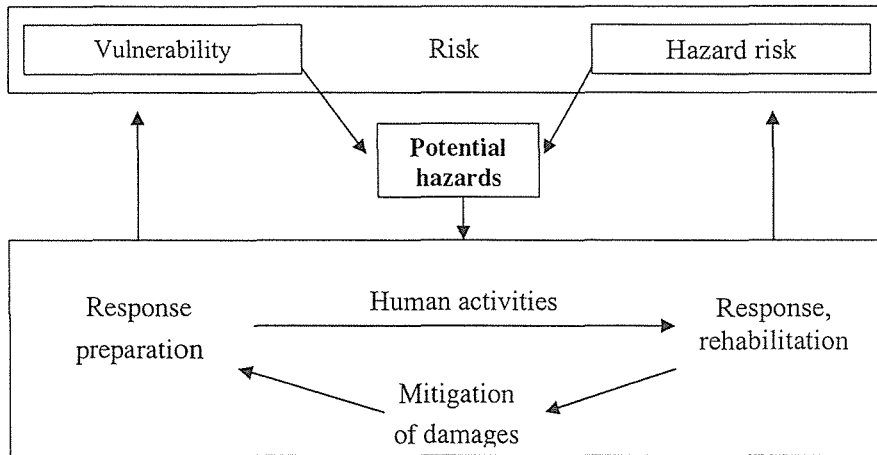 Vulnerability
Risk
Hazard risk
Potential
hazards
Human activities
Response
preparation
Response,
rehabilitation
Mitigation
of damages